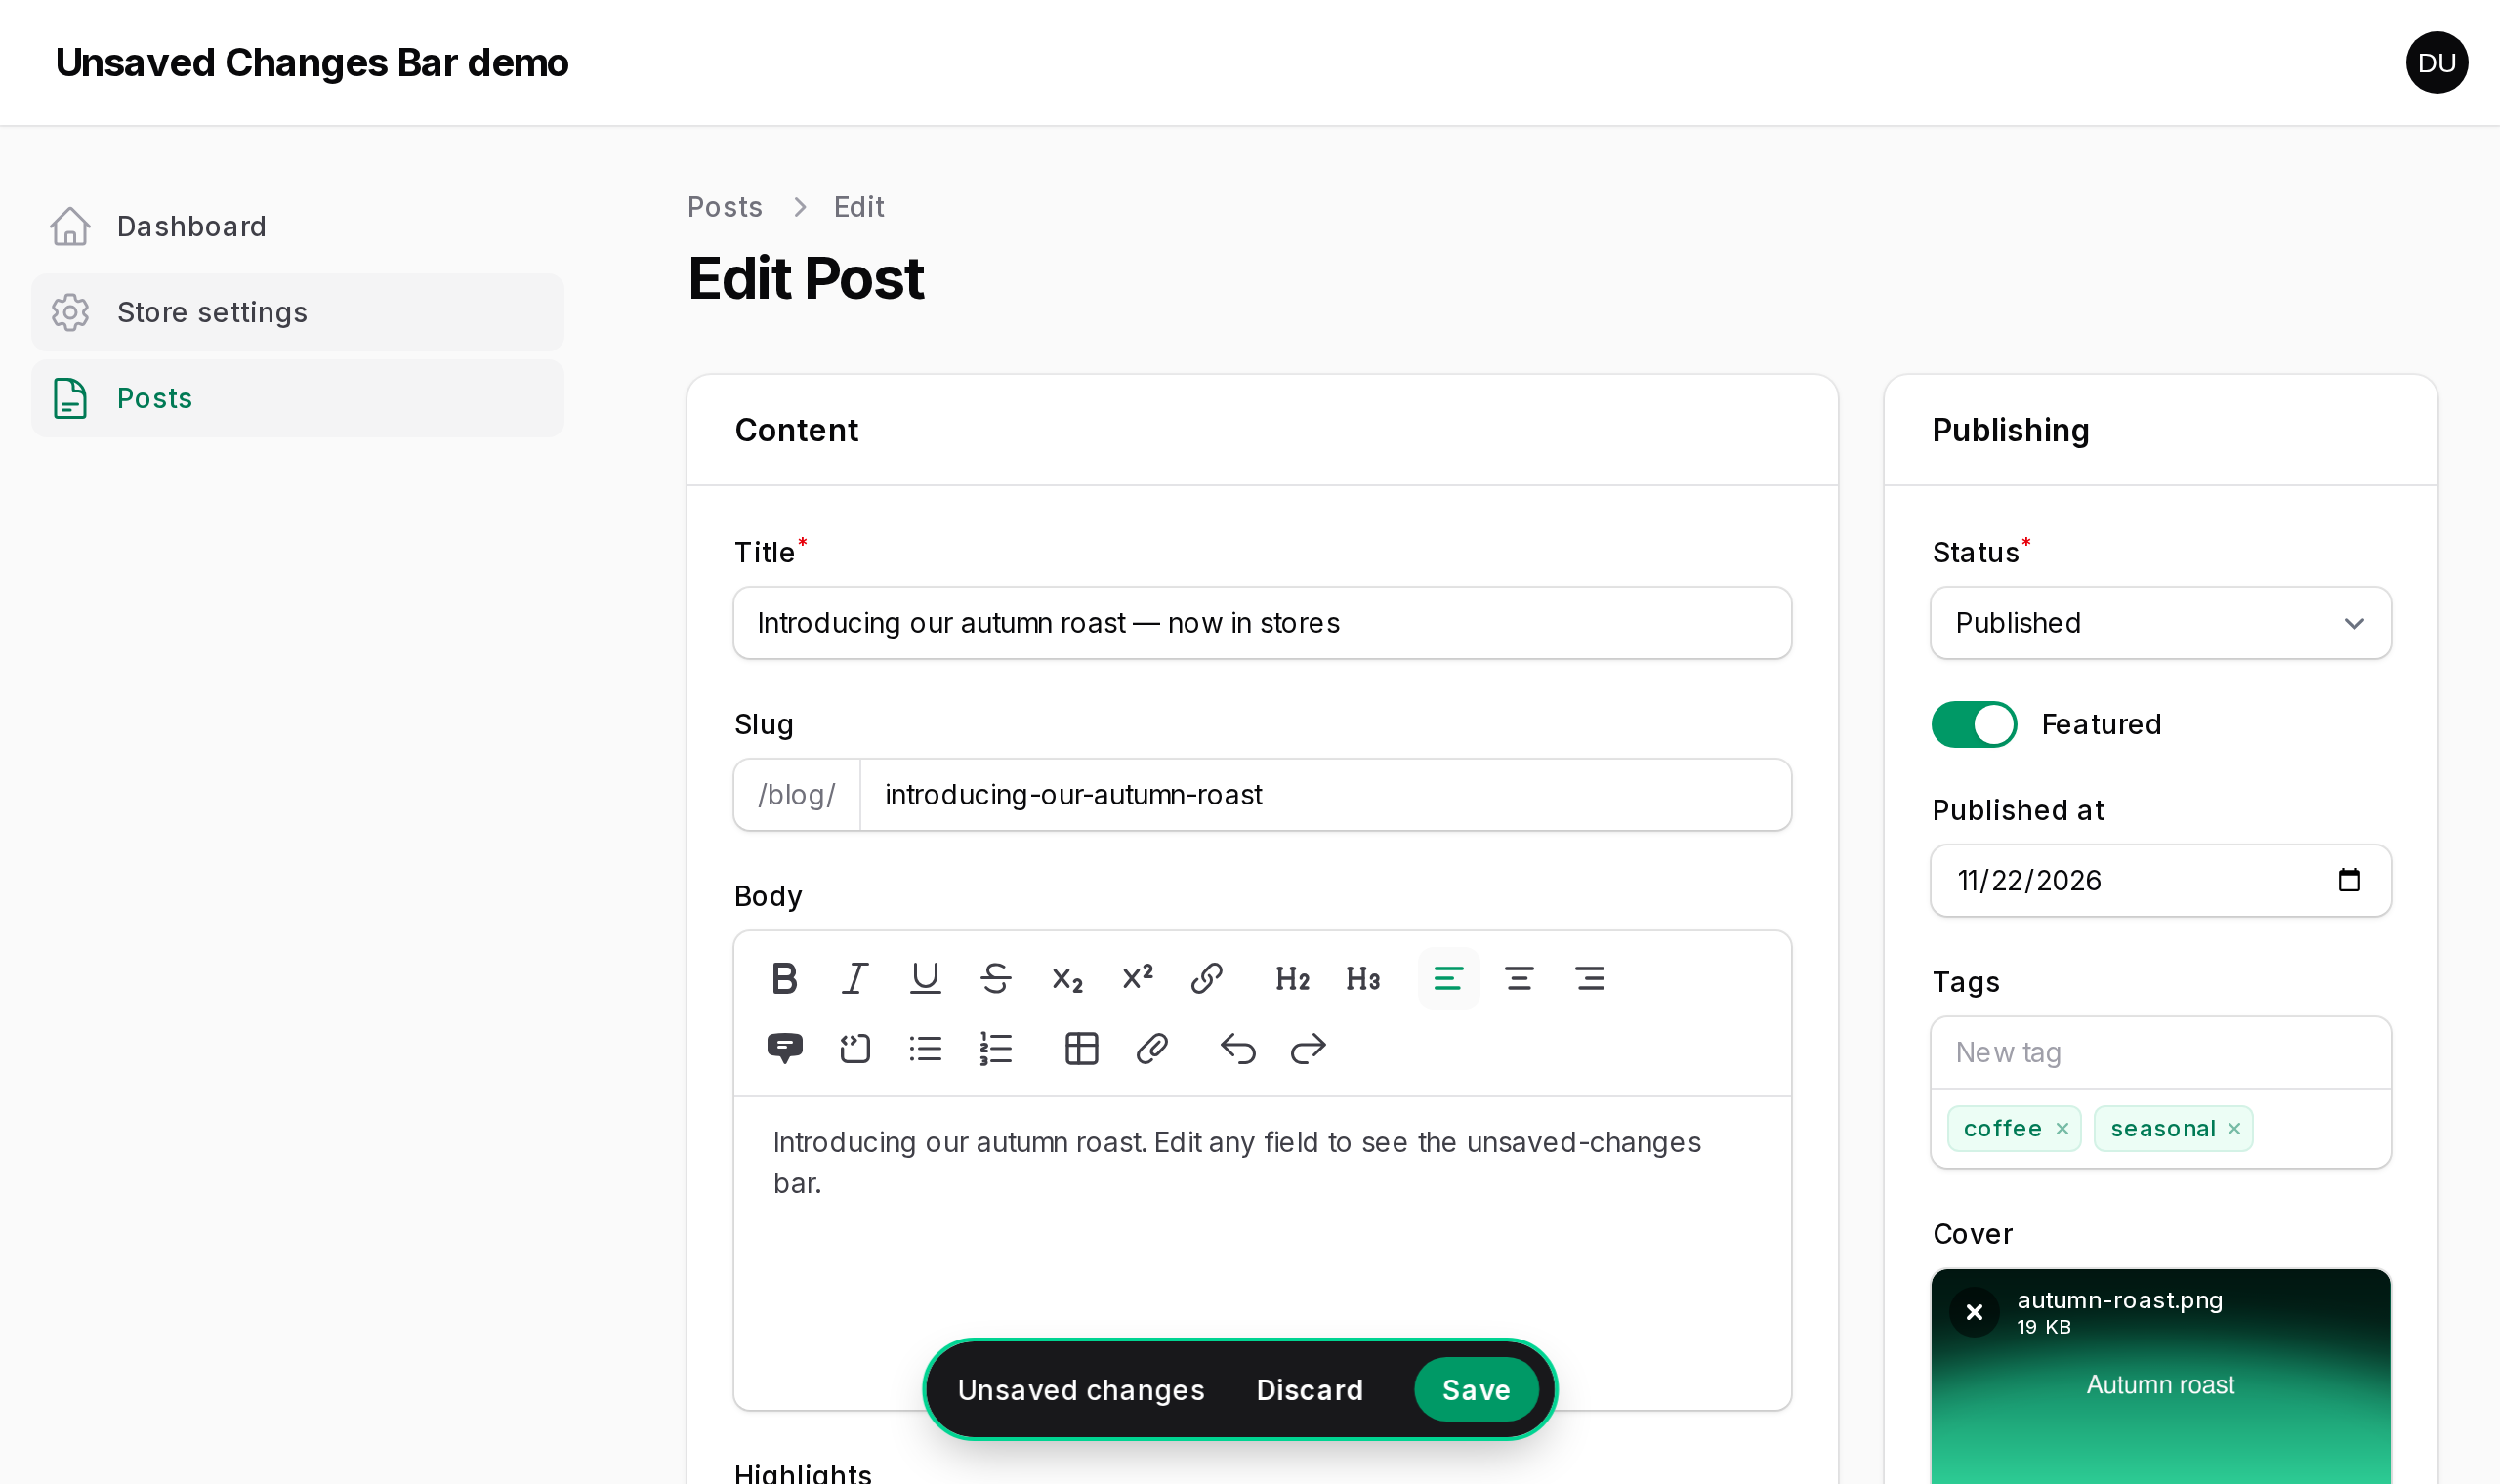 Unsaved Changes Bar demo
DU
Dashboard
Store settings
Posts
Posts > Edit
Edit Post
Content
Title*
Introducing our autumn roast — now in stores
Slug
/blog/ introducing-our-autumn-roast
Body
B I U S X₂ X² H2 H3
Introducing our autumn roast. Edit any field to see the unsaved-changes
bar.
Highlights
Publishing
Status*
Published
Featured
Published at
11/22/2026
Tags
New tag
coffee × seasonal ×
Cover
autumn-roast.png
19 KB
Autumn roast
Unsaved changes Discard Save